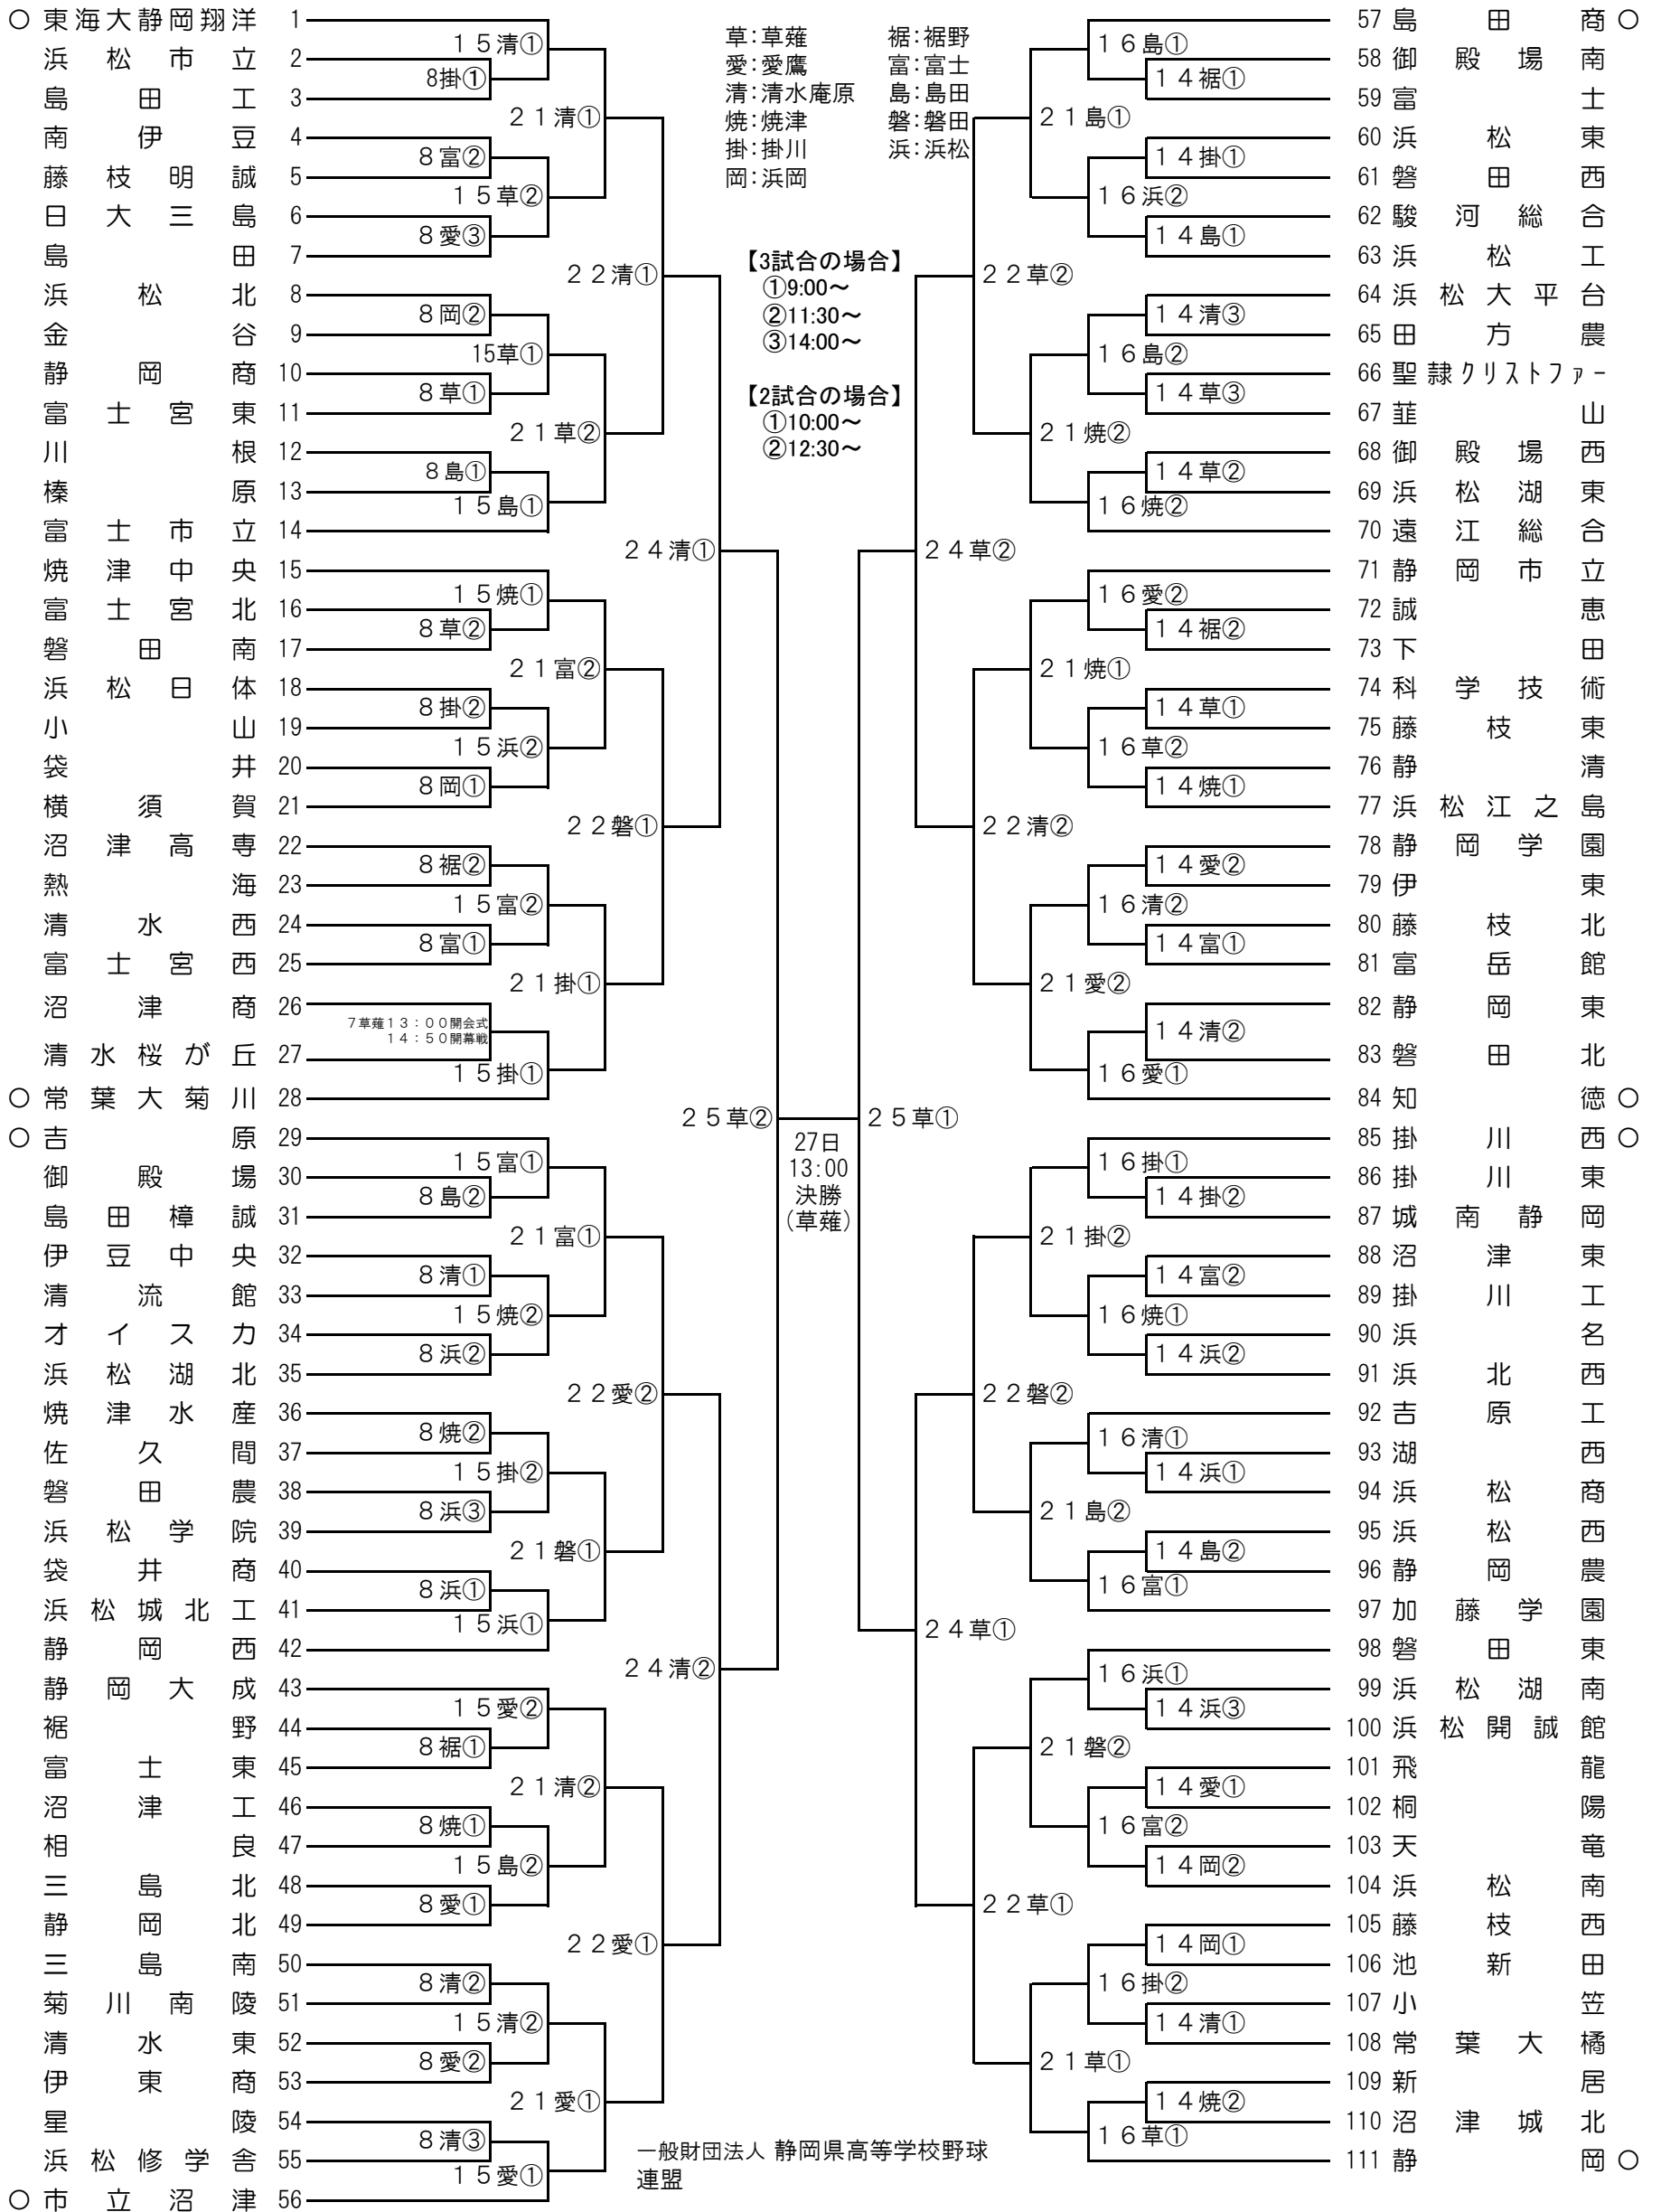 ○ 東海大静岡翔洋 1
浜松市立 2
島田工 3
南伊豆 4
藤枝明誠 5
日大三島 6
島田 7
浜松北 8
金谷 9
静岡商 10
富士宮東 11
川根 12
榛原 13
富士市立 14
焼津中央 15
富士宮北 16
磐田南 17
浜松日体 18
小山 19
袋井 20
横須賀 21
沼津高専 22
熱海 23
清水西 24
富士宮西 25
沼津商 26
清水桜が丘 27
○ 常葉大菊川 28
○ 吉原 29
御殿場 30
島田樟誠 31
伊豆中央 32
清流館 33
オイスカ 34
浜松湖北 35
焼津水産 36
佐久間 37
磐田農 38
浜松学院 39
袋井商 40
浜松城北工 41
静岡西 42
静岡大成 43
裾野 44
富士東 45
沼津工 46
相良 47
三島北 48
静岡北 49
三島南 50
菊川南陵 51
清水東 52
伊東商 53
星陵 54
浜松修学舎 55
○ 市立沼津 56
8掛①
8富②
8愛③
8岡②
8草①
8島①
8草②
8掛②
8岡①
8裾②
8富①
7草薙13:00開会式
14:50開幕戦
8島②
8清①
8浜②
8焼②
8浜③
8浜①
8裾①
8焼①
8愛①
8清②
8愛②
8清③
15清①
15草②
15草①
15島①
15焼①
15浜②
15富②
15掛①
15富①
15焼②
15掛②
15浜①
15愛②
15島②
15清②
15愛①
21清①
21草②
21富②
21掛①
21富①
21磐①
21清②
21愛①
22清①
22磐①
22愛②
22愛①
24清①
24清②
25草②
草:草薙 裾:裾野
愛:愛鷹 富:富士
清:清水庵原 島:島田
焼:焼津 磐:磐田
掛:掛川 浜:浜松
岡:浜岡
【3試合の場合】
①9:00～
②11:30～
③14:00～
【2試合の場合】
①10:00～
②12:30～
27日
13:00
決勝
(草薙)
25草①
24草②
24草①
22草②
22清②
22磐②
22草①
21島①
21焼②
21焼①
21愛②
21掛②
21島②
21磐②
21草①
16島①
16浜②
16島②
16焼②
16愛②
16草②
16清②
16愛①
16掛①
16焼①
16清①
16富①
16浜①
16富②
16掛②
16草①
14裾①
14掛①
14島①
14清③
14草③
14草②
14裾②
14草①
14焼①
14愛②
14富①
14清②
14掛②
14富②
14浜②
14浜①
14島②
14浜③
14愛①
14岡②
14岡①
14清①
14焼②
57 島田商 ○
58 御殿場南
59 富士
60 浜松東
61 磐田西
62 駿河総合
63 浜松工
64 浜松大平台
65 田方農
66 聖隷ｸﾘｽﾄﾌｧｰ
67 韮山
68 御殿場西
69 浜松湖東
70 遠江総合
71 静岡市立
72 誠恵
73 下田
74 科学技術
75 藤枝東
76 静清
77 浜松江之島
78 静岡学園
79 伊東
80 藤枝北
81 富岳館
82 静岡東
83 磐田北
84 知徳 ○
85 掛川西 ○
86 掛川東
87 城南静岡
88 沼津東
89 掛川工
90 浜名
91 浜北西
92 吉原工
93 湖西
94 浜松商
95 浜松西
96 静岡農
97 加藤学園
98 磐田東
99 浜松湖南
100 浜松開誠館
101 飛龍
102 桐陽
103 天竜
104 浜松南
105 藤枝西
106 池新田
107 小笠
108 常葉大橘
109 新居
110 沼津城北
111 静岡 ○
一般財団法人 静岡県高等学校野球
連盟